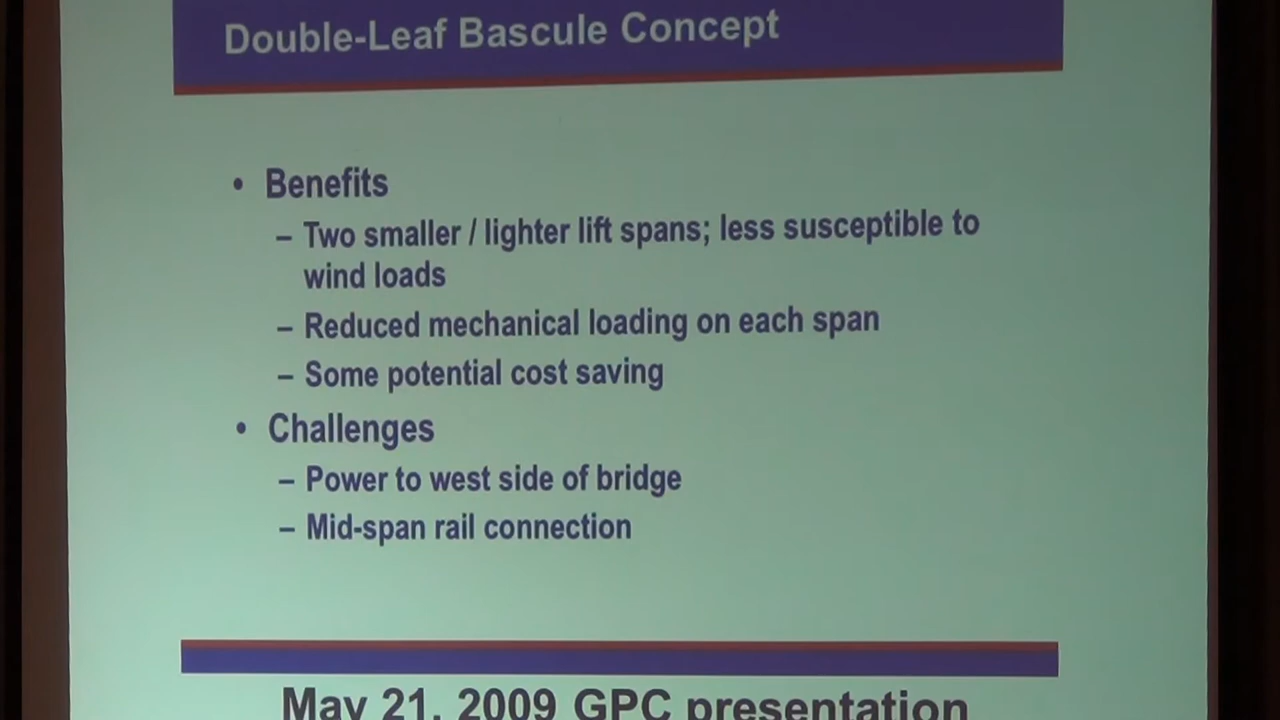 Double-Leaf Bascule Concept
• Benefits
– Two smaller / lighter lift spans; less susceptible to
wind loads
– Reduced mechanical loading on each span
– Some potential cost saving
• Challenges
– Power to west side of bridge
– Mid-span rail connection
May 21, 2009 GPC presentation